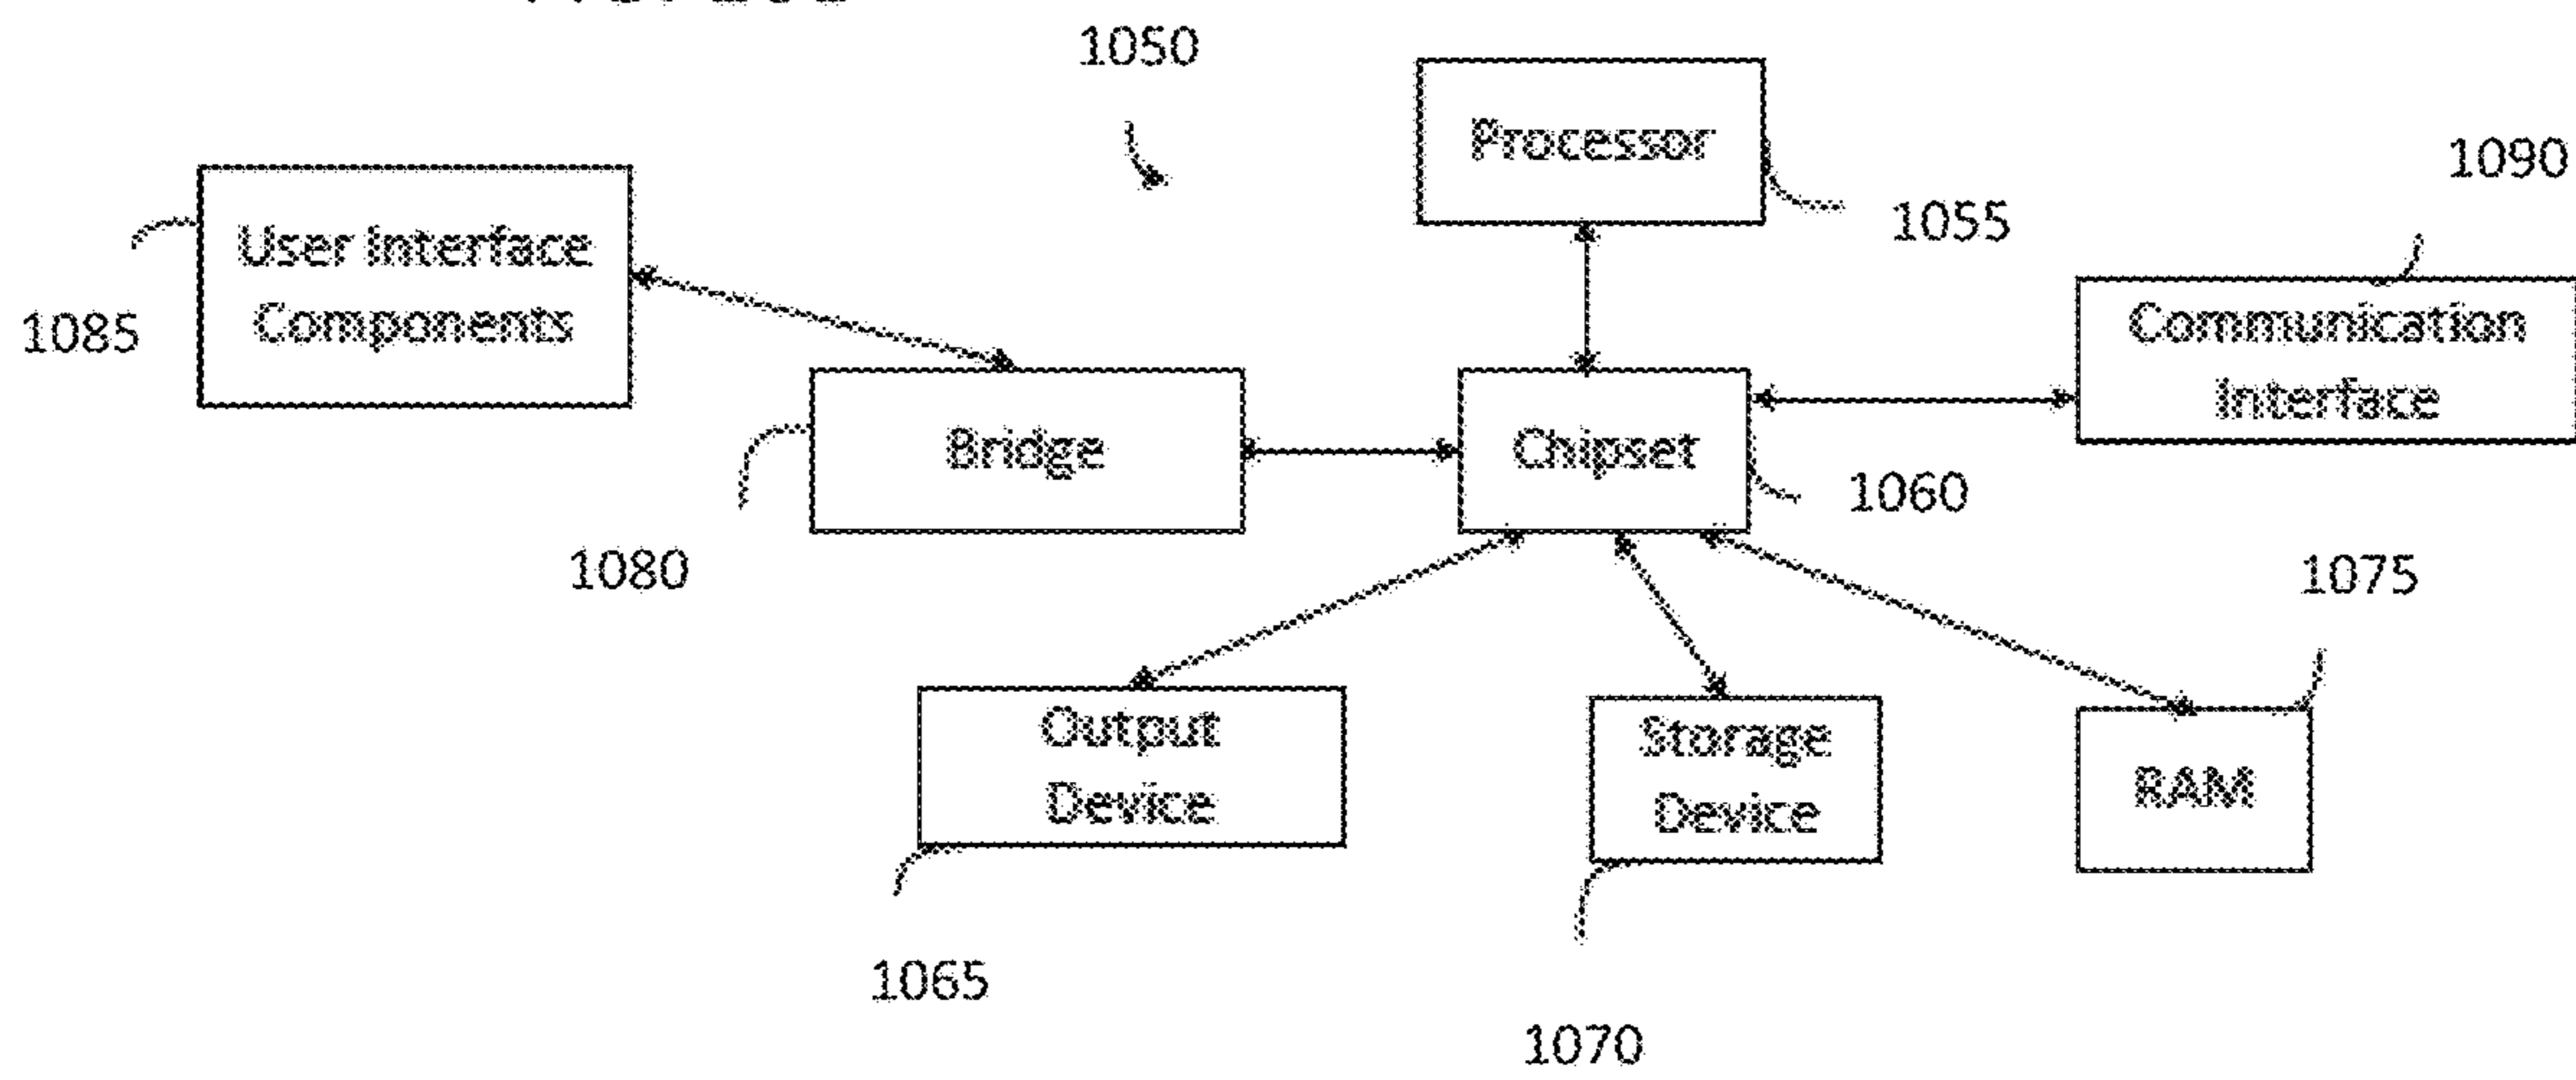 1050
Processor
1090
1055
User Interface
Components
1085
Communication
Interface
Bridge
Chipset
1060
1080
1075
Output
Device
Storage
Device
RAM
1065
1070